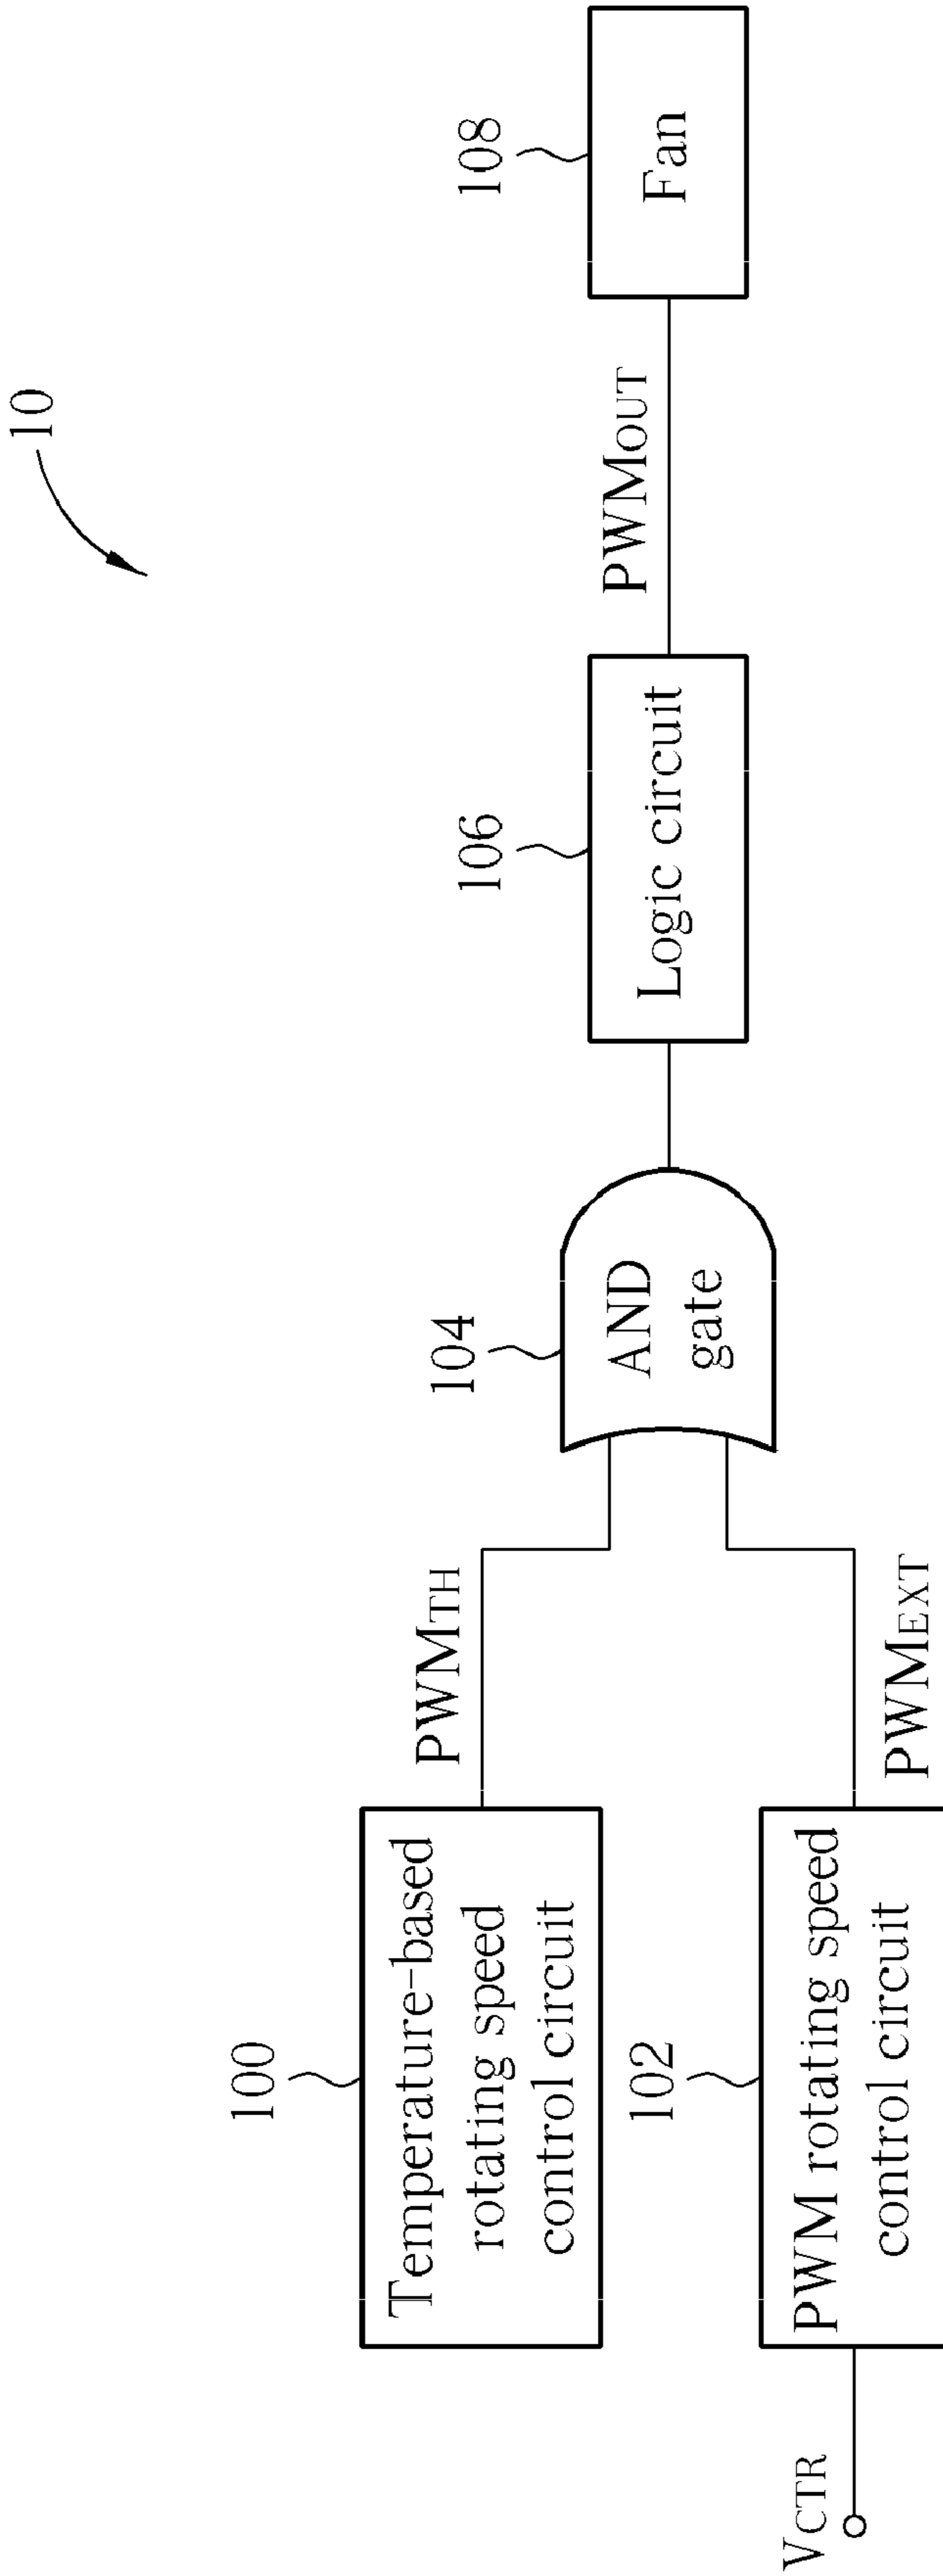 10
100
Temperature-based
rotating speed
control circuit
PWMTH
102
PWM rotating speed
control circuit
VCTR
PWMEXT
104
AND
gate
106
Logic circuit
PWMOUT
108
Fan